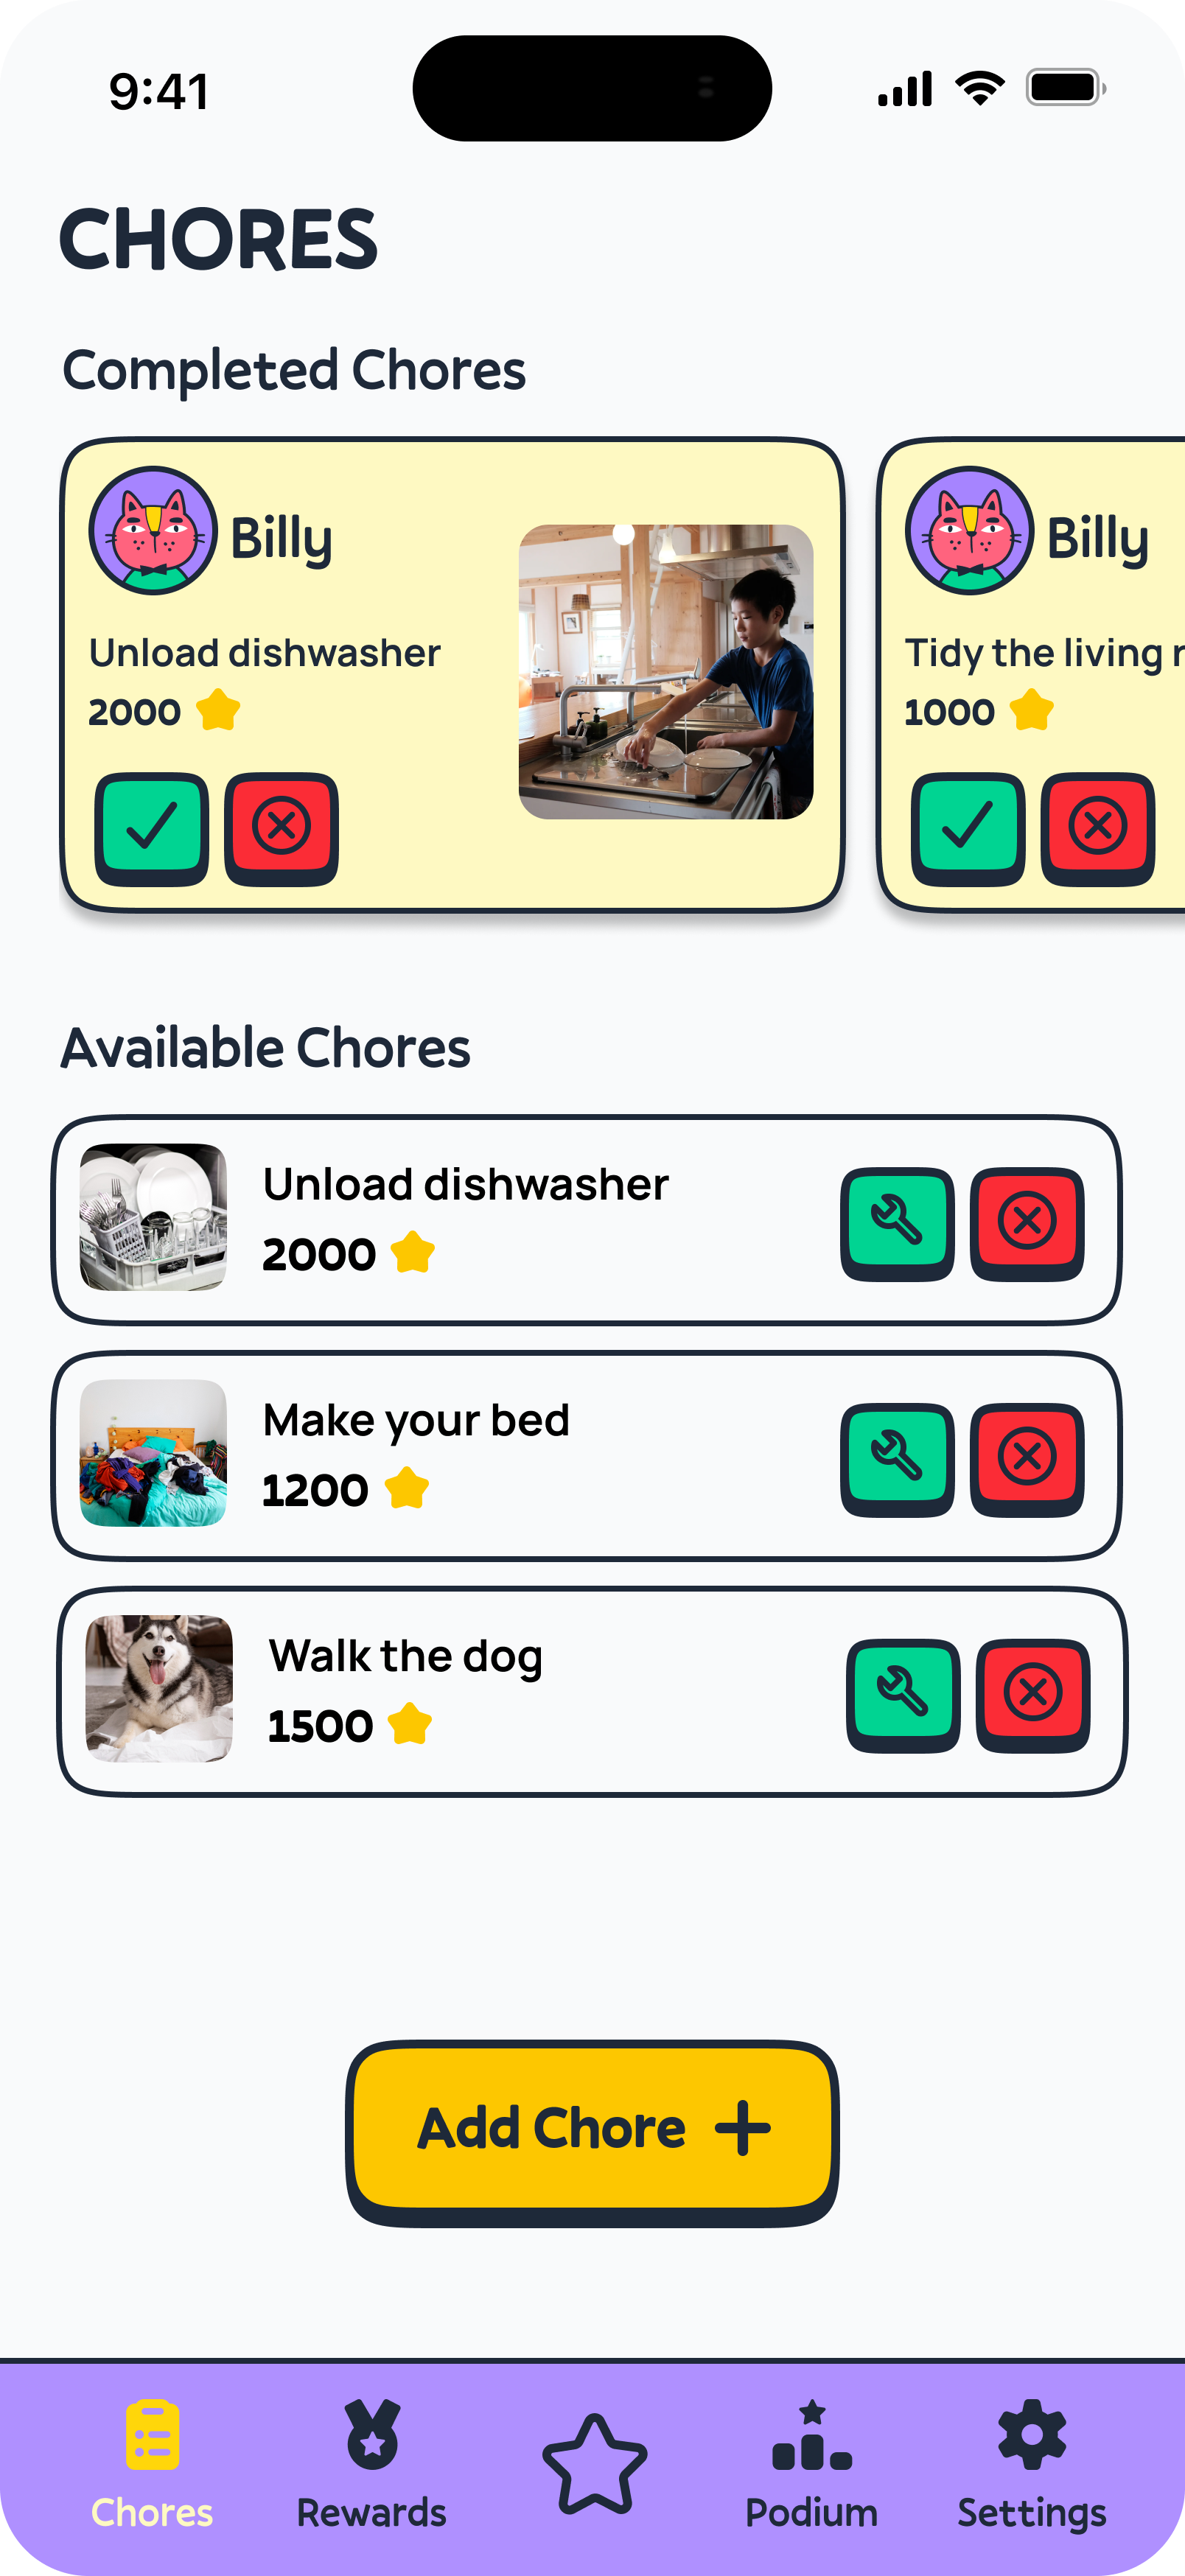 9:41
CHORES
Completed Chores
Billy
Unload dishwasher
2000
Billy
Tidy the living r
1000
Available Chores
Unload dishwasher
2000
Make your bed
1200
Walk the dog
1500
Add Chore +
Chores
Rewards
Podium
Settings